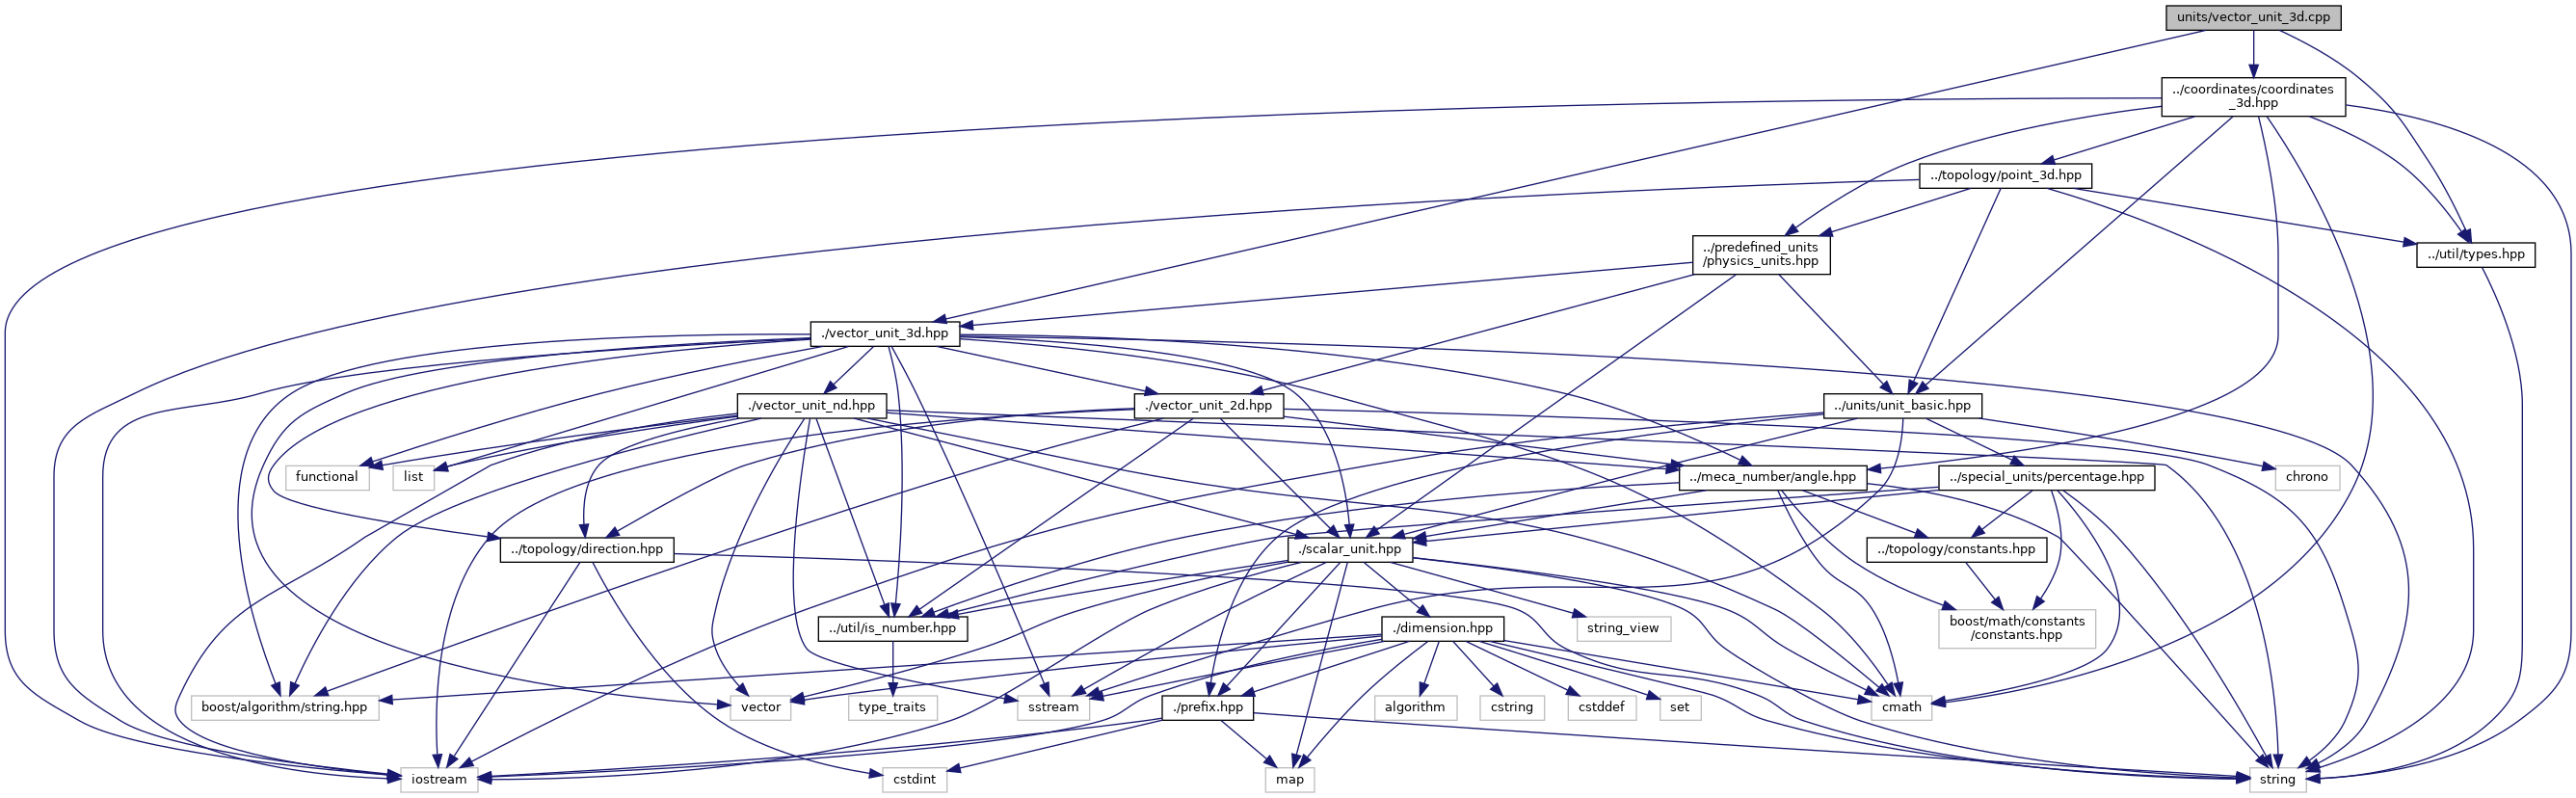 units/vector_unit_3d.cpp
../coordinates/coordinates
_3d.hpp
../topology/point_3d.hpp
../predefined_units
/physics_units.hpp
../util/types.hpp
./vector_unit_3d.hpp
./vector_unit_nd.hpp
./vector_unit_2d.hpp
../units/unit_basic.hpp
functional
list
../meca_number/angle.hpp
../special_units/percentage.hpp
chrono
../topology/direction.hpp
./scalar_unit.hpp
../topology/constants.hpp
../util/is_number.hpp
./dimension.hpp
string_view
boost/math/constants
/constants.hpp
boost/algorithm/string.hpp
vector
type_traits
sstream
./prefix.hpp
algorithm
cstring
cstddef
set
cmath
iostream
cstdint
map
string